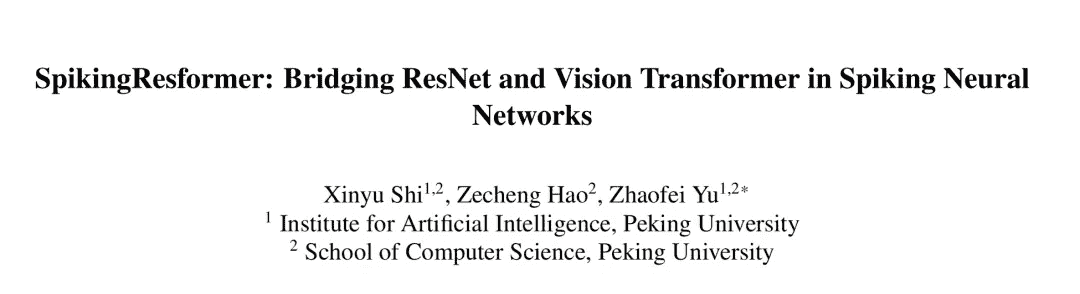 SpikingResformer: Bridging ResNet and Vision Transformer in Spiking Neural
Networks
Xinyu Shi1,2, Zecheng Hao2, Zhaofei Yu1,2*
1 Institute for Artificial Intelligence, Peking University
2 School of Computer Science, Peking University